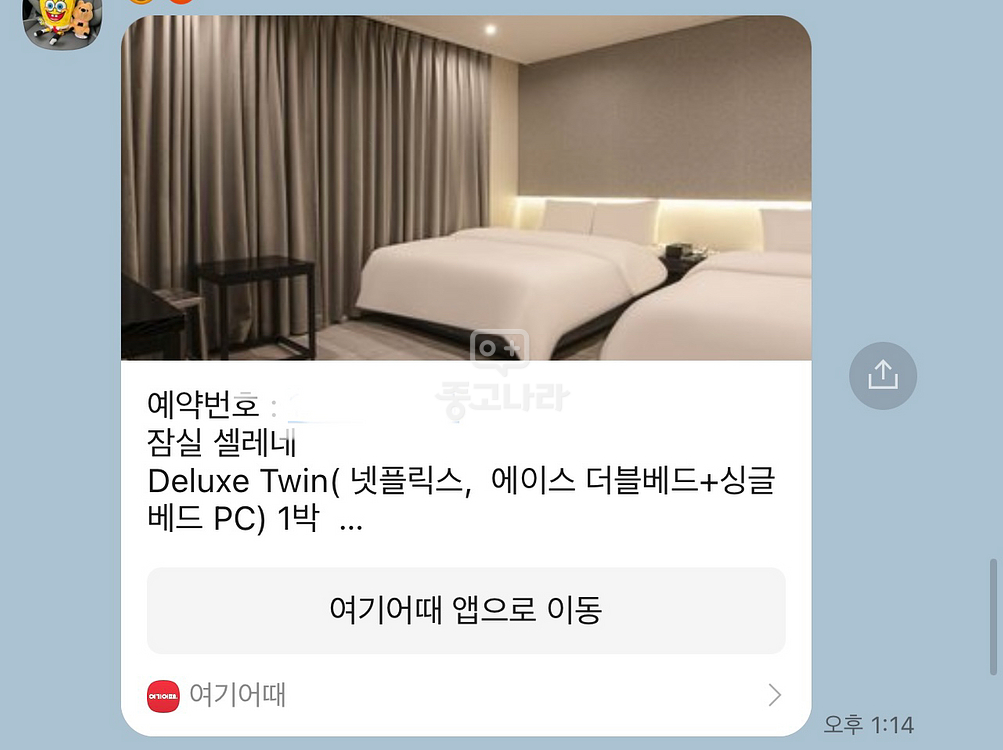 중고나라
예약번호 :
잠실 셀레네
Deluxe Twin( 넷플릭스, 에이스 더블베드+싱글
베드 PC) 1박 ...
여기어때 앱으로 이동
여기어때
여기어때
오후 1:14